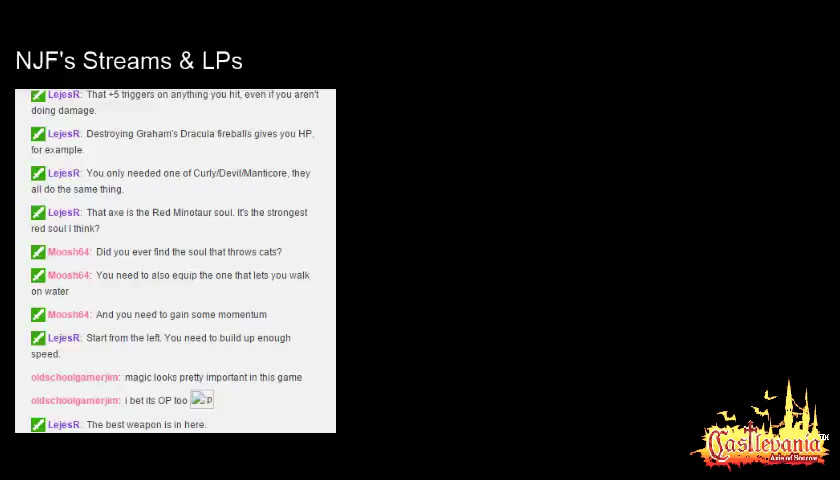 NJF's Streams & LPs
LejesR: That +5 triggers on anything you hit, even if you aren't
doing damage.
LejesR: Destroying Graham's Dracula fireballs gives you HP,
for example.
LejesR: You only needed one of Curly/Devil/Manticore, they
all do the same thing.
LejesR: That axe is the Red Minotaur soul. It's the strongest
red soul I think?
Moosh64: Did you ever find the soul that throws cats?
Moosh64: You need to also equip the one that lets you walk
on water
Moosh64: And you need to gain some momentum
LejesR: Start from the left. You need to build up enough
speed.
oldschoolgamerjim: magic looks pretty important in this game
oldschoolgamerjim: i bet its OP too :p
LejesR: The best weapon is in here.
Castlevania TM
Aria of Sorrow